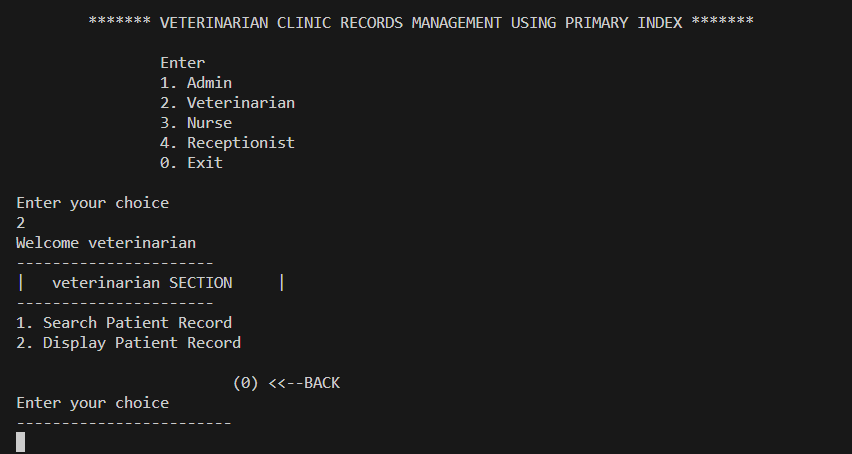 ******* VETERINARIAN CLINIC RECORDS MANAGEMENT USING PRIMARY INDEX *******
Enter
1. Admin
2. Veterinarian
3. Nurse
4. Receptionist
0. Exit
Enter your choice
2
Welcome veterinarian
----------------------
|   veterinarian SECTION     |
----------------------
1. Search Patient Record
2. Display Patient Record
(0) <<--BACK
Enter your choice
------------------------